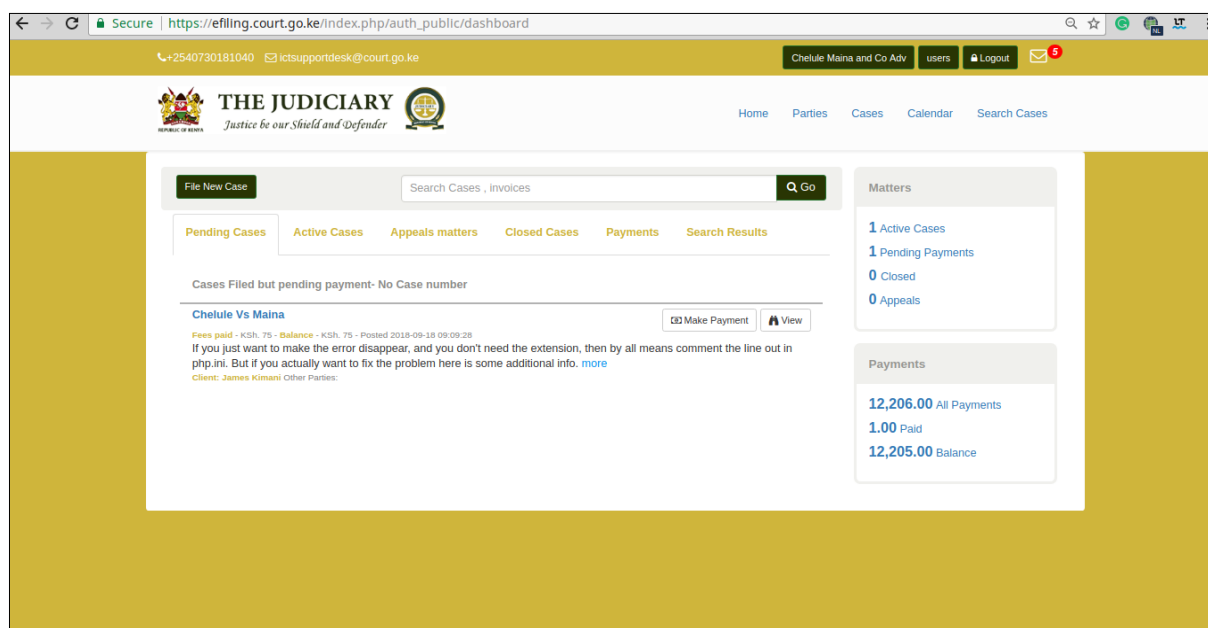 Secure | https://efiling.court.go.ke/index.php/auth_public/dashboard
+2540730181040 ictsupportdesk@court.go.ke Chelule Maina and Co Adv users Logout 5
REPUBLIC OF KENYA
THE JUDICIARY
Justice be our Shield and Defender
Home Parties Cases Calendar Search Cases
File New Case Search Cases , invoices Go
Pending Cases Active Cases Appeals matters Closed Cases Payments Search Results
Cases Filed but pending payment- No Case number
Chelule Vs Maina Make Payment View
Fees paid - KSh. 75 - Balance - KSh. 75 - Posted 2018-09-18 09:09:28
If you just want to make the error disappear, and you don't need the extension, then by all means comment the line out in
php.ini. But if you actually want to fix the problem here is some additional info. more
Client: James Kimani Other Parties:
Matters
1 Active Cases
1 Pending Payments
0 Closed
0 Appeals
Payments
12,206.00 All Payments
1.00 Paid
12,205.00 Balance